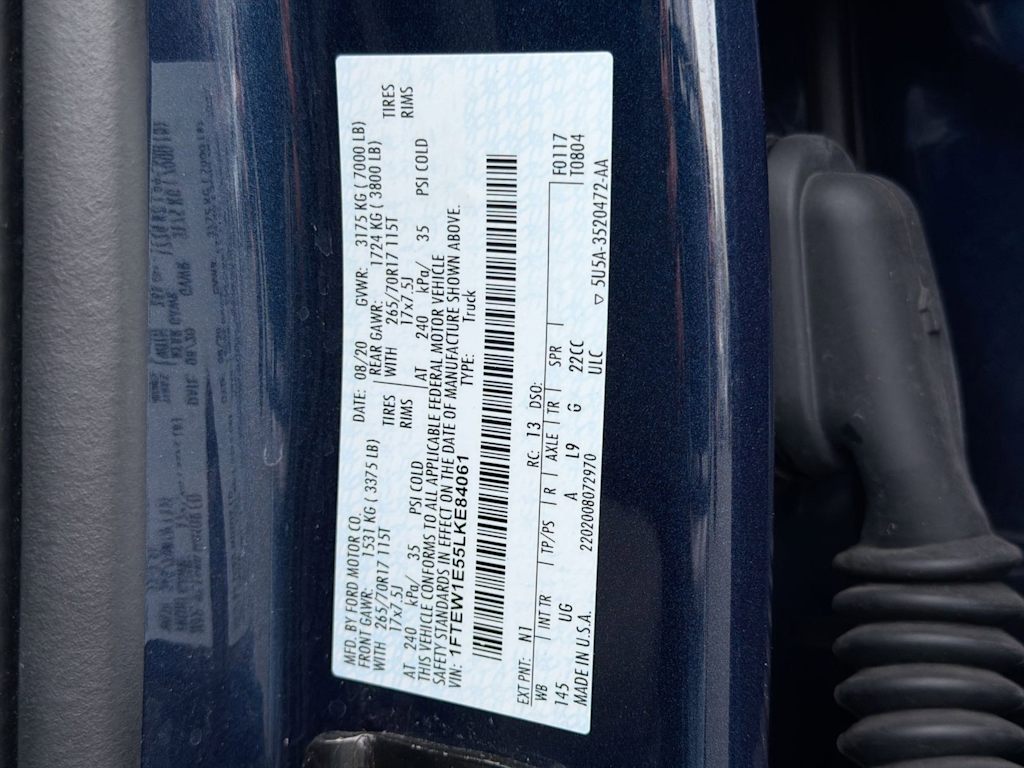 MFD. BY FORD MOTOR CO. DATE: 08/20 GVWR: 3175 KG ( 7000 LB)
FRONT GAWR: 1531 KG ( 3375 LB) REAR GAWR: 1724 KG ( 3800 LB)
WITH 265/70R17 115T TIRES WITH 265/70R17 115T TIRES
17x7.5J RIMS 17x7.5J RIMS
AT 240 kPa/ 35 PSI COLD AT 240 kPa/ 35 PSI COLD
THIS VEHICLE CONFORMS TO ALL APPLICABLE FEDERAL MOTOR VEHICLE
SAFETY STANDARDS IN EFFECT ON THE DATE OF MANUFACTURE SHOWN ABOVE.
VIN: 1FTEW1E55LKE84061 TYPE: Truck
EXT PNT: N1 RC: 13 DSO: F0117
WB INT TR TP/PS R AXLE TR SPR T0804
145 UG A L9 G 22CC
MADE IN U.S.A. 2202008072970 ULC 5U5A-3520472-AA